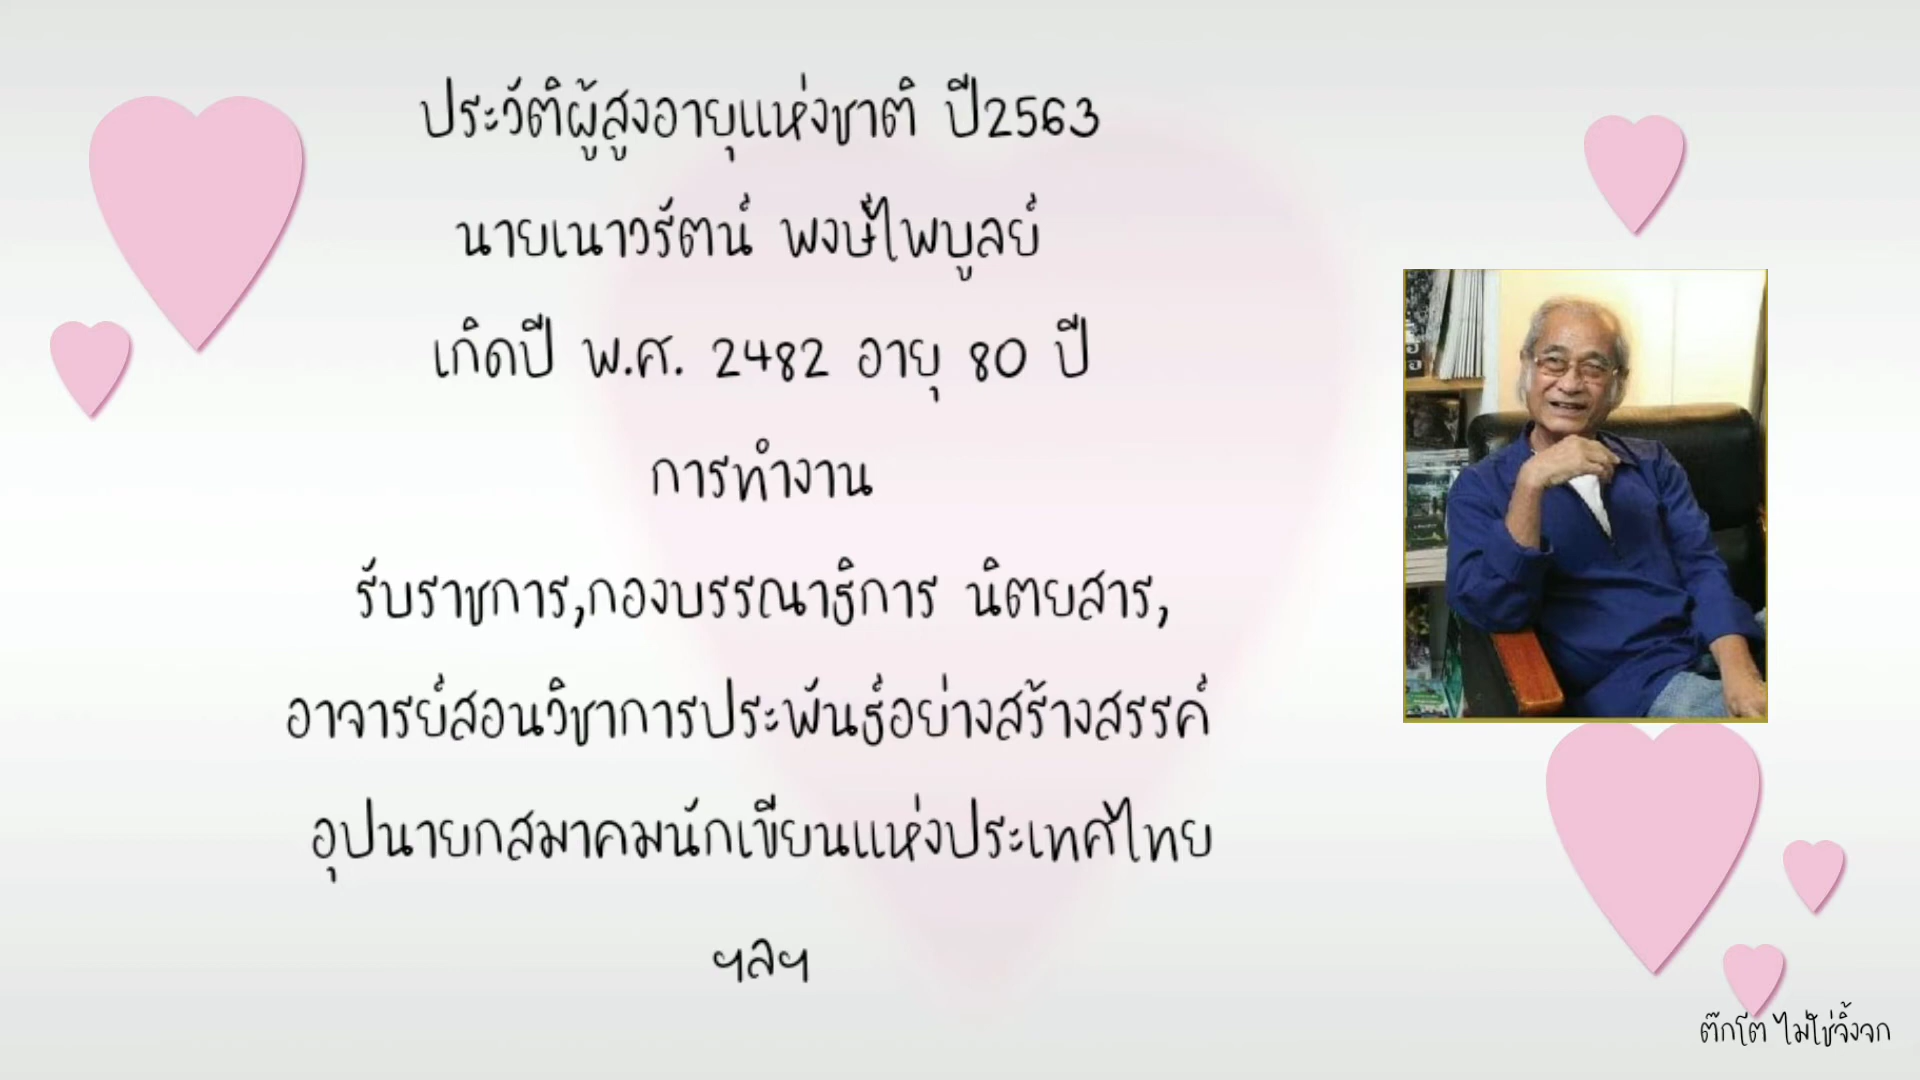 ประวัติผู้สูงอายุแห่งชาติ ปี2563
นายเนาวรัตน์ พงษ์ไพบูลย์
เกิดปี พ.ศ. 2482 อายุ 80 ปี
การทำงาน
รับราชการ,กองบรรณาธิการ นิตยสาร,
อาจารย์สอนวิชาการประพันธ์อย่างสร้างสรรค์
อุปนายกสมาคมนักเขียนแห่งประเทศไทย
ฯลฯ
ต๊กโต ไม่ใช่จิ้งจก